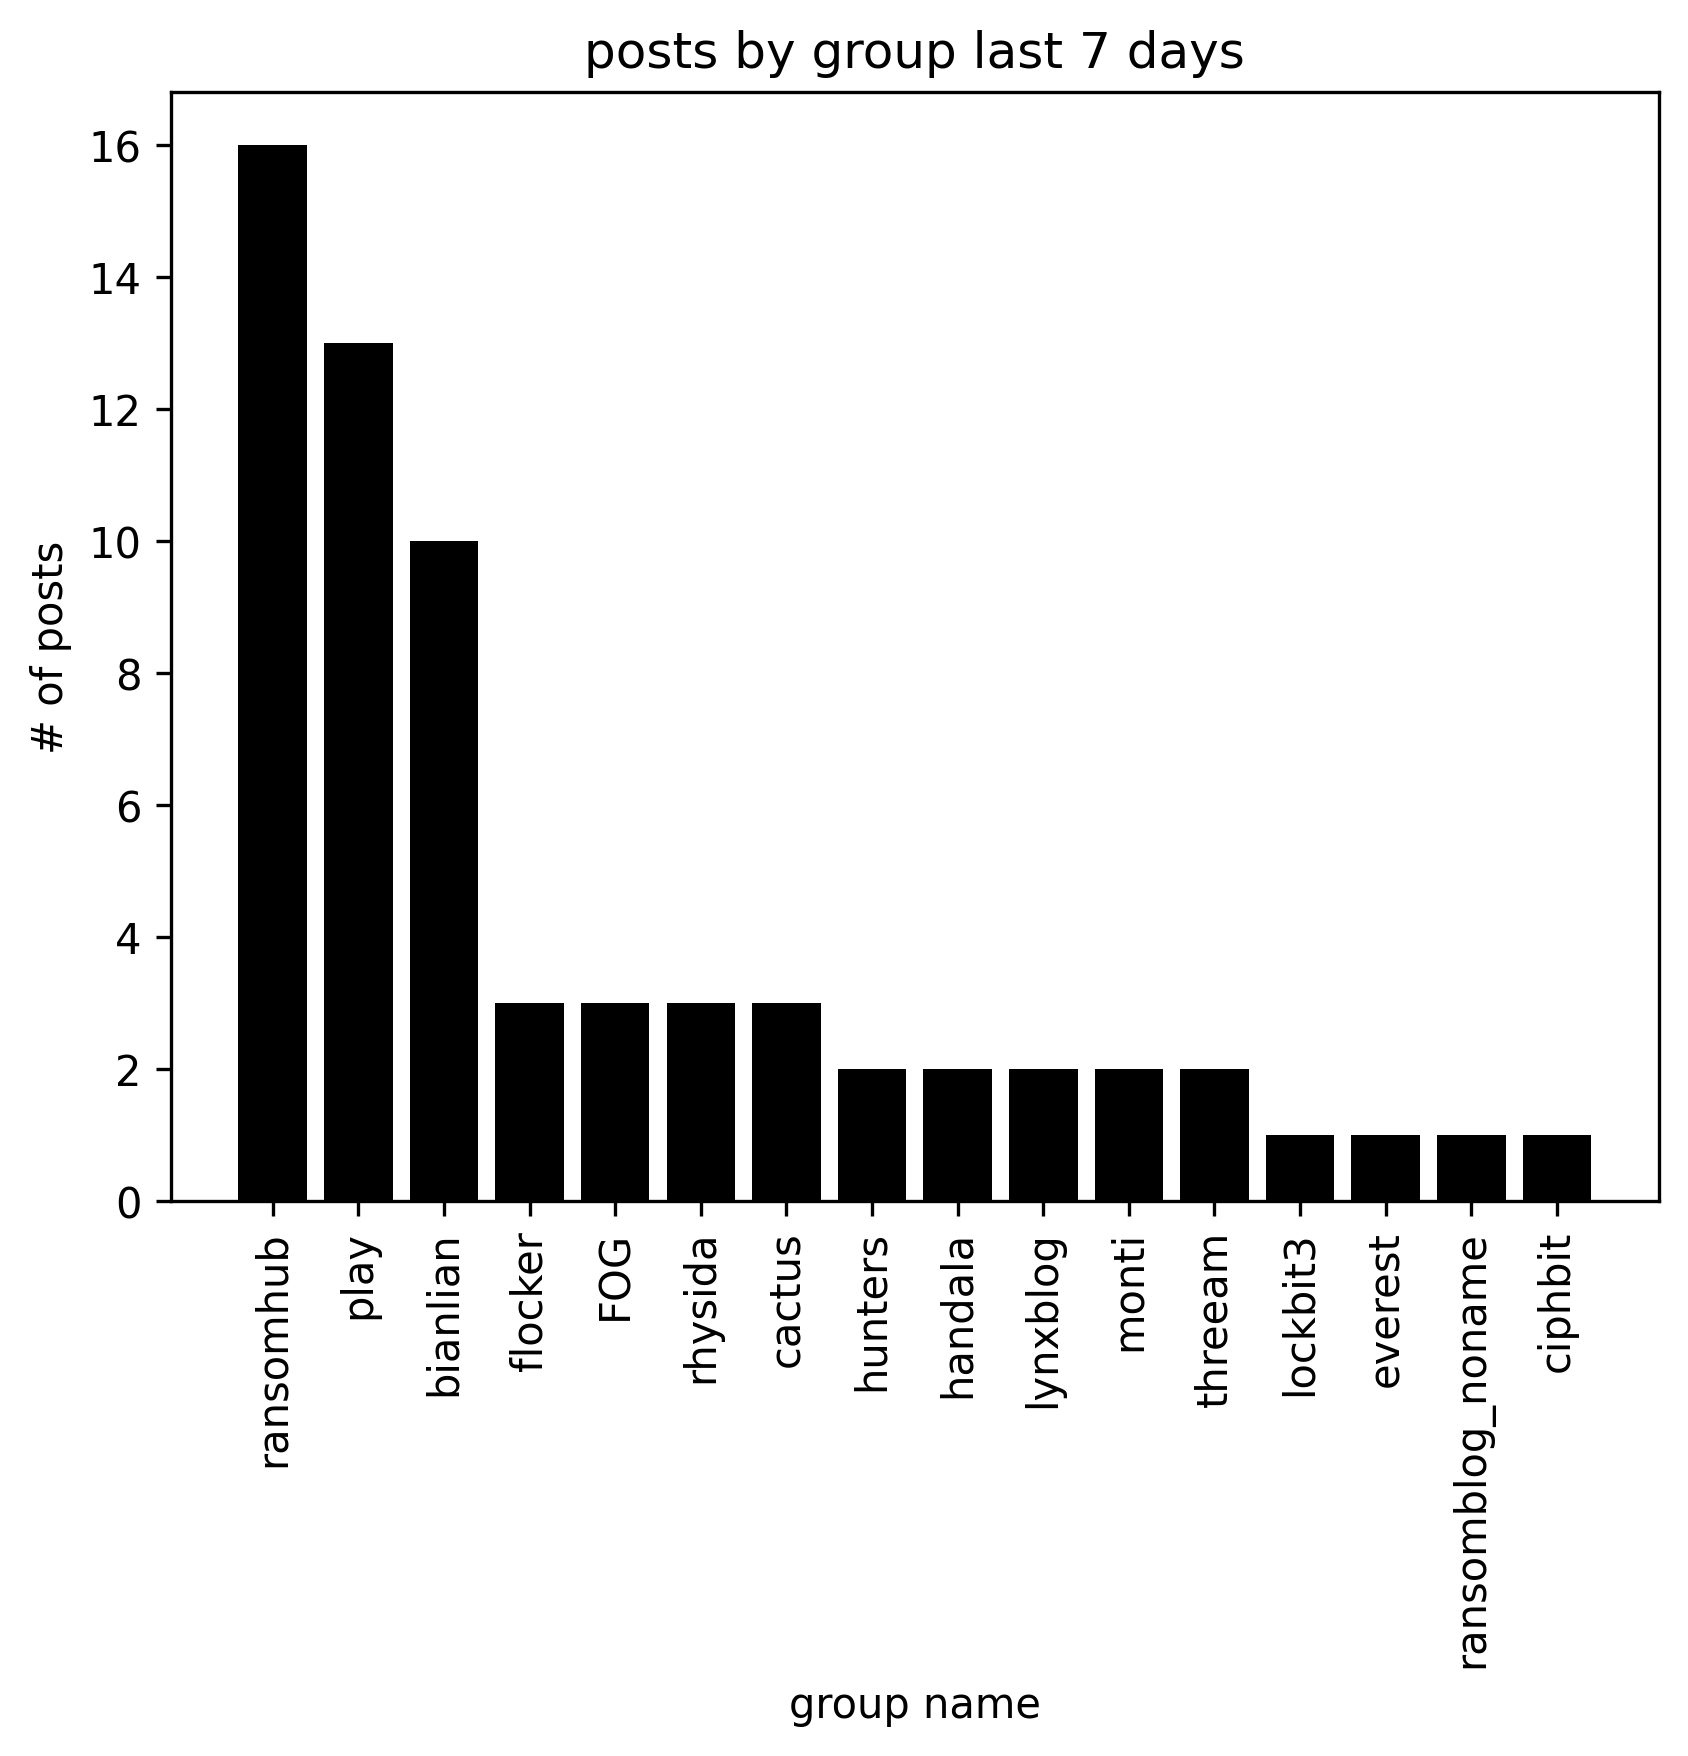 posts by group last 7 days
16
14
12
10
8
6
4
2
0
# of posts
ransomhub
play
bianlian
flocker
FOG
rhysida
cactus
hunters
handala
lynxblog
monti
threeam
lockbit3
everest
ransomblog_noname
ciphbit
group name